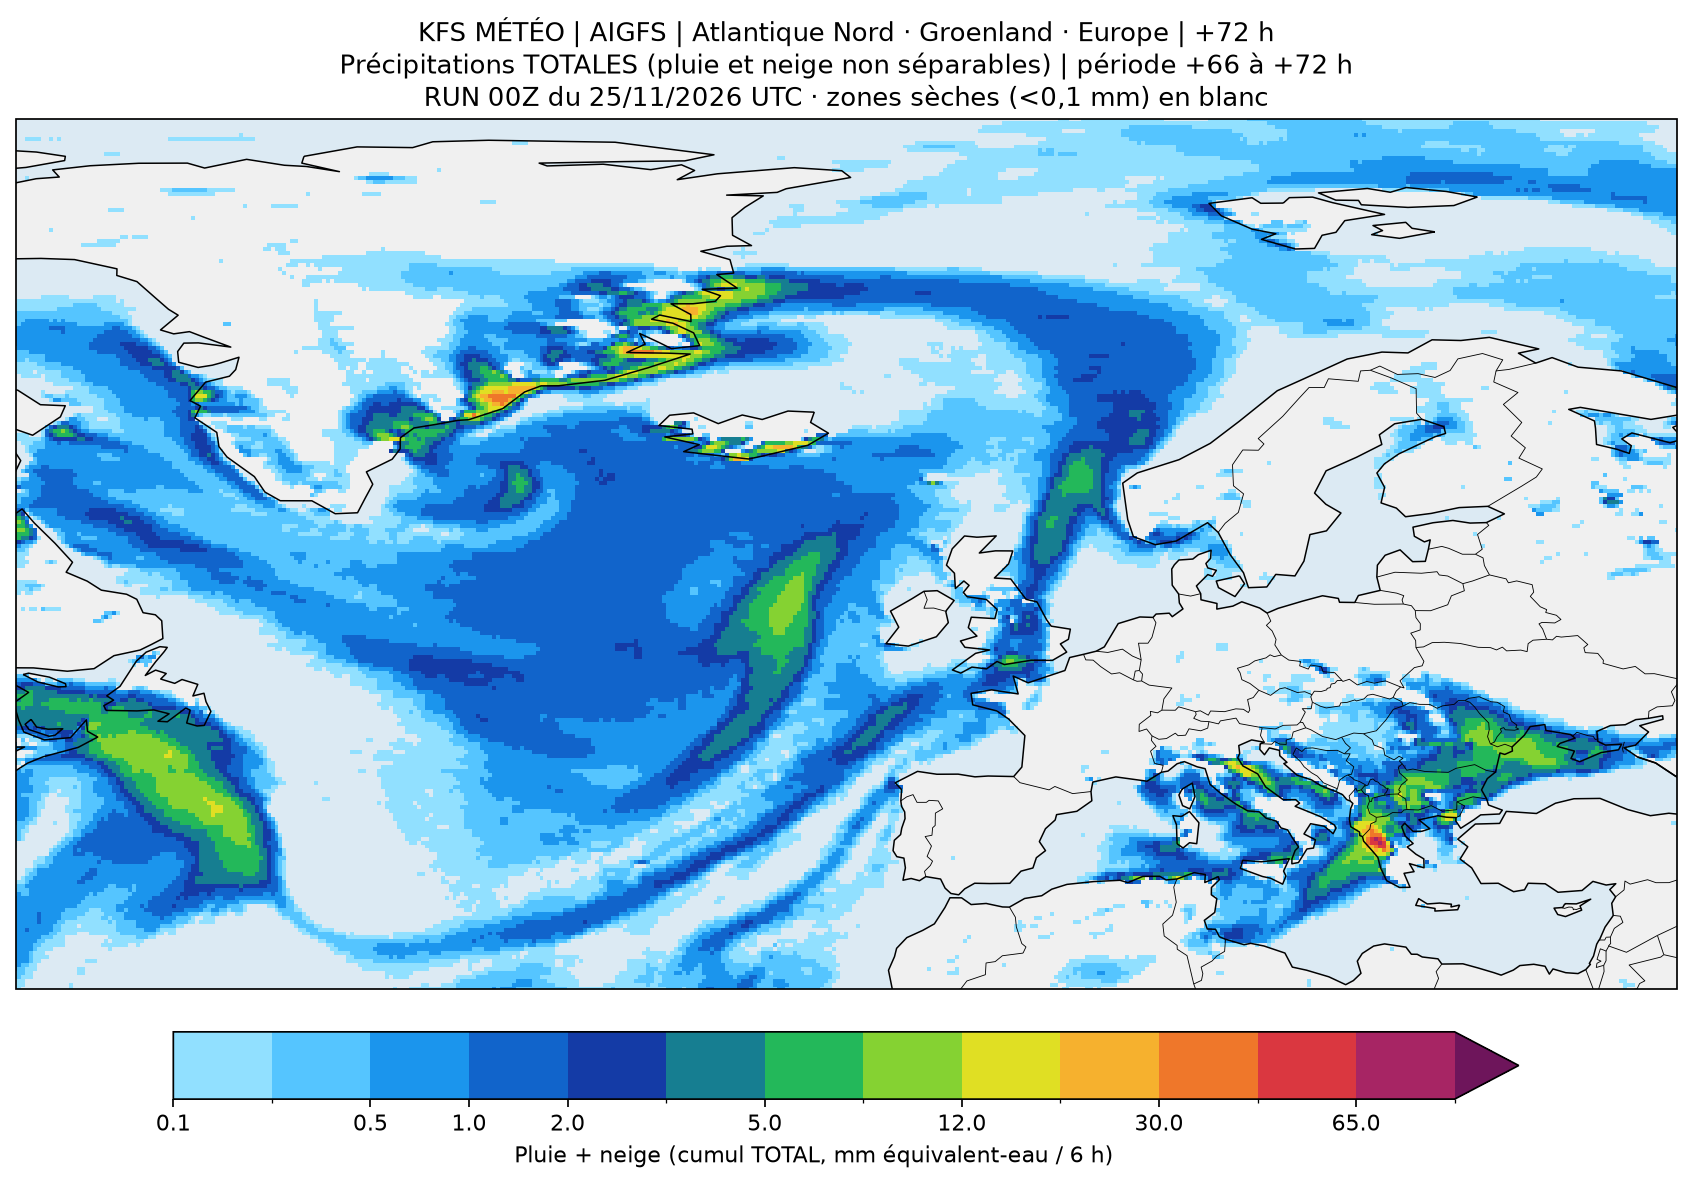 KFS MÉTÉO | AIGFS | Atlantique Nord · Groenland · Europe | +72 h
Précipitations TOTALES (pluie et neige non séparables) | période +66 à +72 h
RUN 00Z du 25/11/2026 UTC · zones sèches (<0,1 mm) en blanc
0.1 0.5 1.0 2.0 5.0 12.0 30.0 65.0
Pluie + neige (cumul TOTAL, mm équivalent-eau / 6 h)